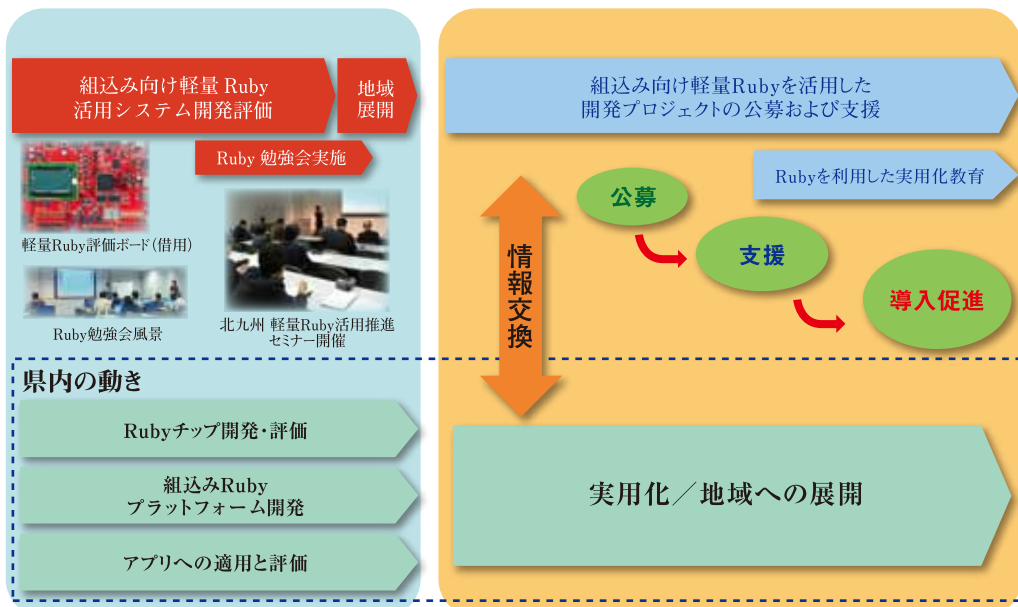 組込み向け軽量 Ruby
活用システム開発評価
地域
展開
Ruby 勉強会実施
軽量Ruby評価ボード(借用)
Ruby勉強会風景
北九州 軽量Ruby活用推進
セミナー開催
組込み向け軽量Rubyを活用した
開発プロジェクトの公募および支援
Rubyを利用した実用化教育
公募
支援
導入促進
情報交換
県内の動き
Rubyチップ開発・評価
組込みRuby
プラットフォーム開発
アプリへの適用と評価
実用化／地域への展開